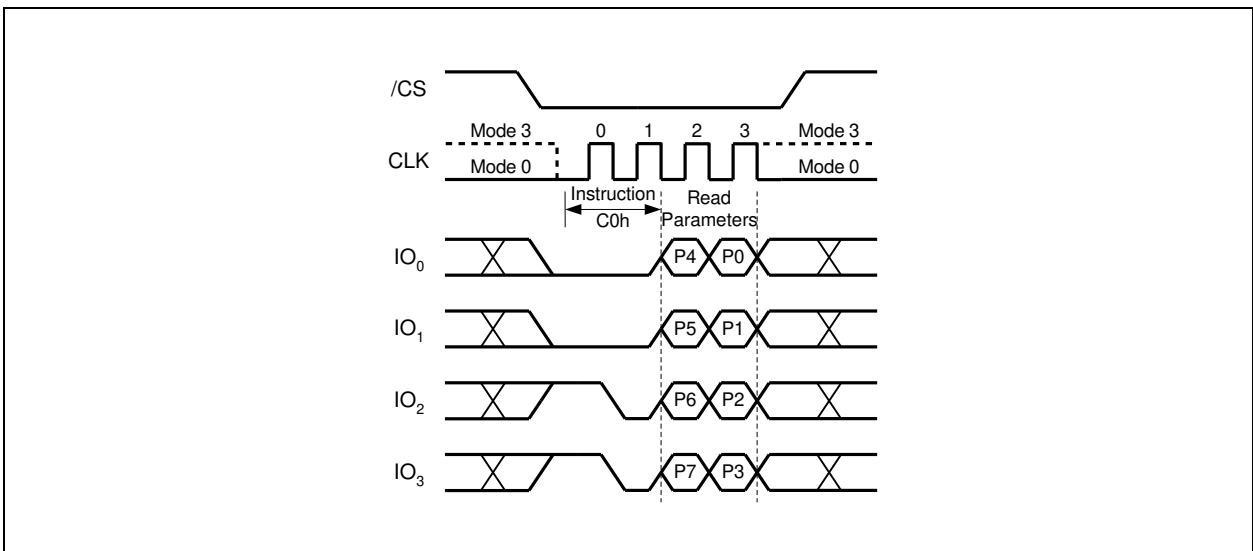 /CS
Mode 3 0 1 2 3 Mode 3
CLK
Mode 0 Mode 0
Instruction Read
C0h Parameters
IO0 P4 P0
IO1 P5 P1
IO2 P6 P2
IO3 P7 P3